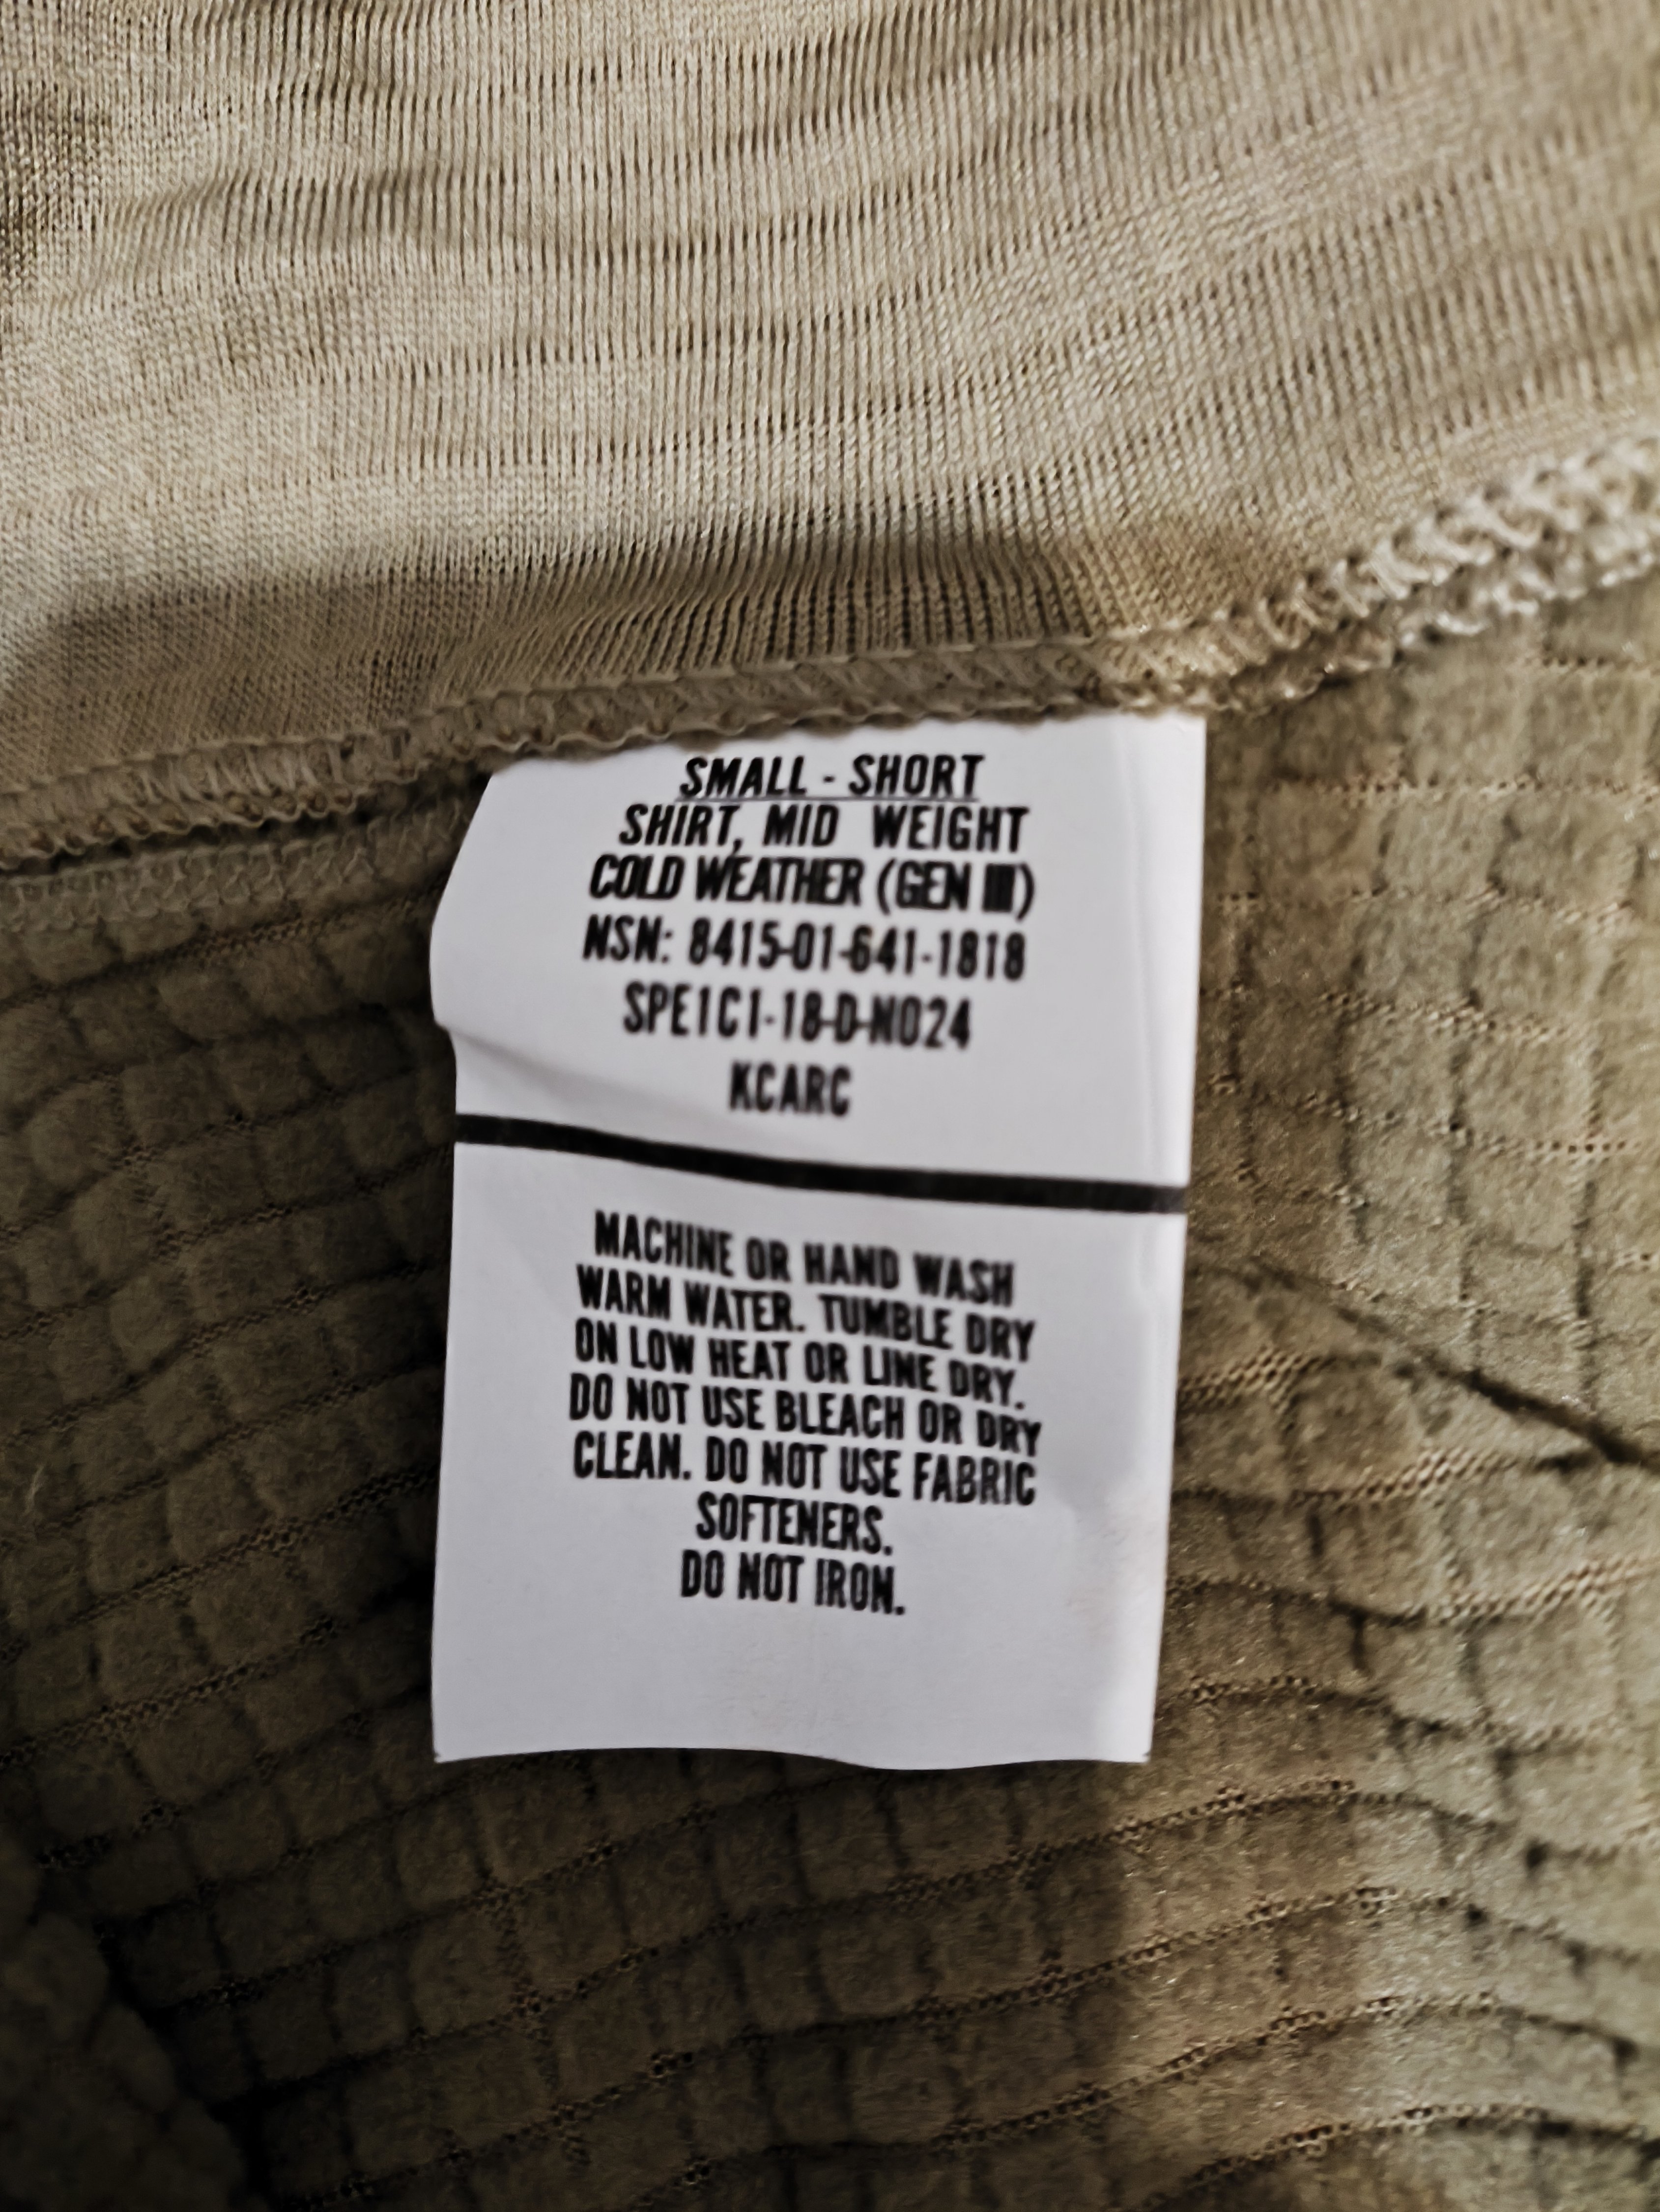 SMALL - SHORT
SHIRT, MID WEIGHT
COLD WEATHER (GEN III)
NSN: 8415-01-641-1818
SPE1C1-18-D-N024
KCARC
MACHINE OR HAND WASH
WARM WATER. TUMBLE DRY
ON LOW HEAT OR LINE DRY.
DO NOT USE BLEACH OR DRY
CLEAN. DO NOT USE FABRIC
SOFTENERS.
DO NOT IRON.